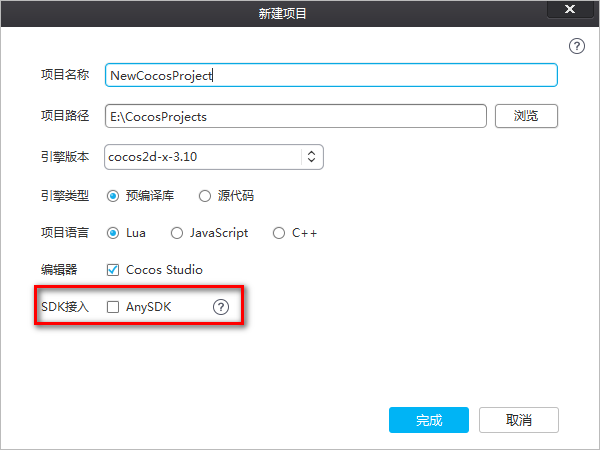 新建项目
?
项目名称 NewCocosProject
项目路径 E:\CocosProjects 浏览
引擎版本 cocos2d-x-3.10
引擎类型 预编译库 源代码
项目语言 Lua JavaScript C++
编辑器 Cocos Studio
SDK接入 AnySDK ?
完成 取消